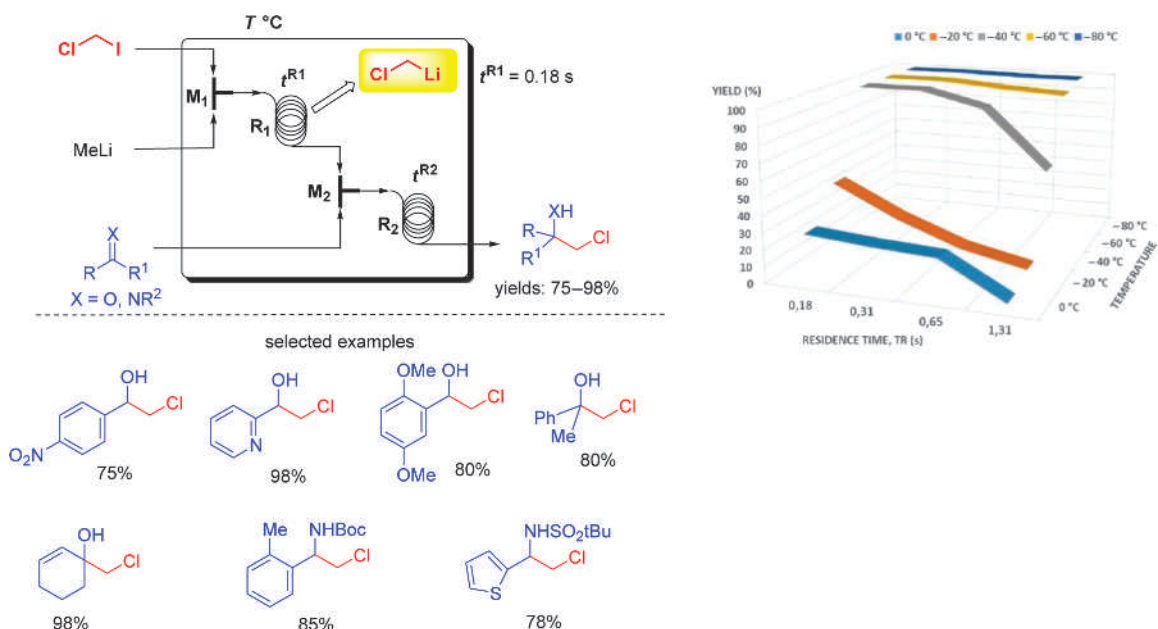 T °C
Cl I
Cl Li
tR1
tR1 = 0.18 s
M1
R1
MeLi
M2
tR2
R2
X
R R1
X = O, NR2
XH
R
R1
Cl
yields: 75–98%
selected examples
OH
Cl
O2N
75%
OH
Cl
N
98%
OMe OH
Cl
OMe
80%
OH
Ph
Cl
Me
80%
OH
Cl
98%
Me NHBoc
Cl
85%
NHSO2tBu
Cl
S
78%
0 °C −20 °C −40 °C −60 °C −80 °C
YIELD (%)
100
90
80
70
60
50
40
30
20
10
0
0,18
0,31
0,65
1,31
RESIDENCE TIME, TR (s)
−80 °C
−60 °C
−40 °C
−20 °C
0 °C
TEMPERATURE